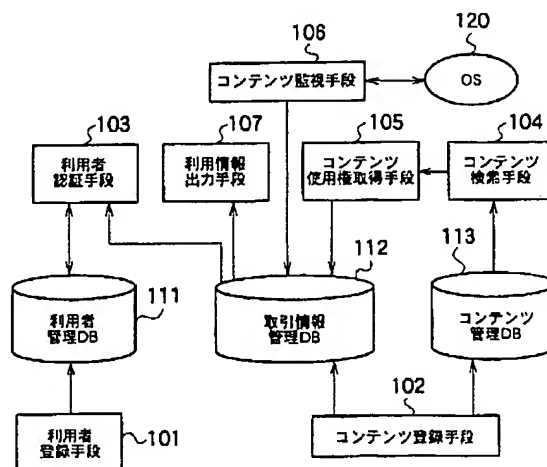 106
120
コンテンツ監視手段
OS
103
107
105
104
利用者
認証手段
利用情報
出力手段
コンテンツ
使用権取得手段
コンテンツ
検索手段
111
112
113
利用者
管理DB
取引情報
管理DB
コンテンツ
管理DB
102
利用者
登録手段
101
コンテンツ登録手段